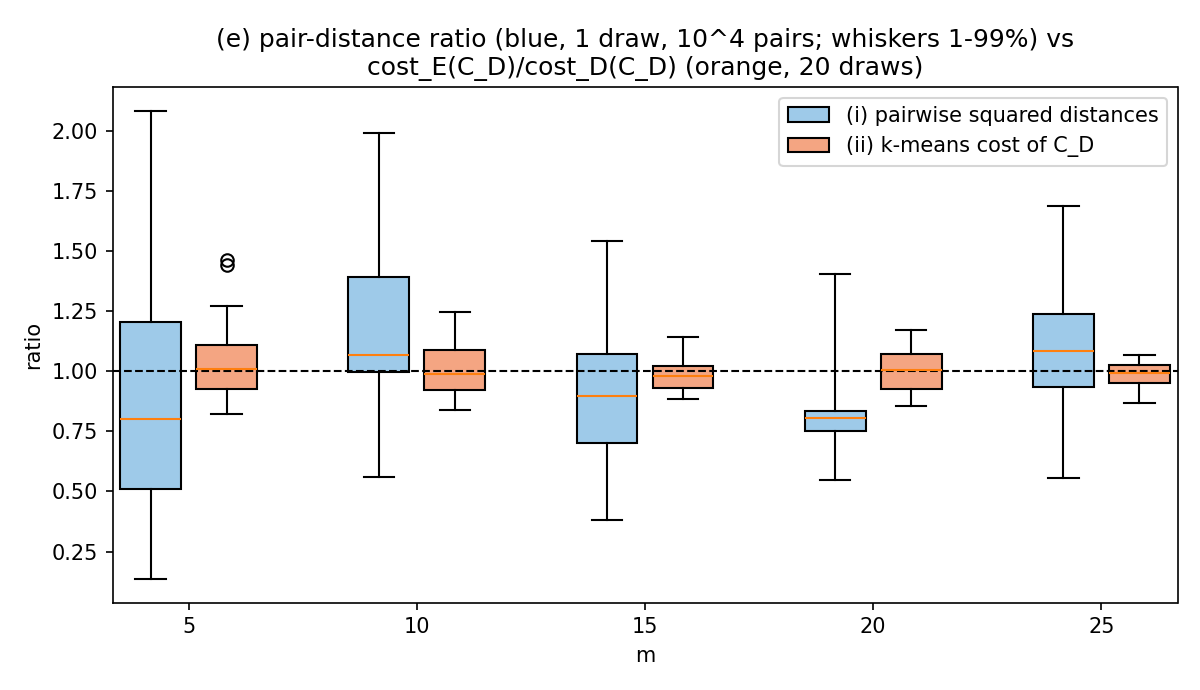 (e) pair-distance ratio (blue, 1 draw, 10^4 pairs; whiskers 1-99%) vs
cost_E(C_D)/cost_D(C_D) (orange, 20 draws)
(i) pairwise squared distances
(ii) k-means cost of C_D
2.00
1.75
1.50
1.25
1.00
0.75
0.50
0.25
ratio
5
10
15
20
25
m